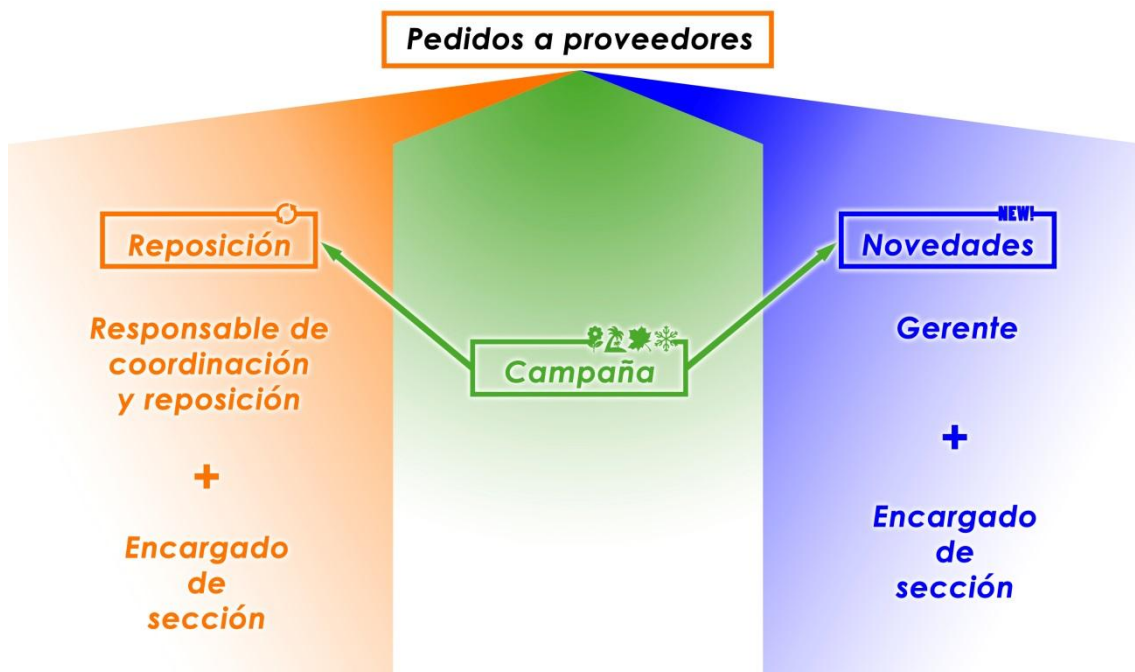 Pedidos a proveedores
Reposición
Responsable de
coordinación
y reposición
+
Encargado
de
sección
Campaña
NEW!
Novedades
Gerente
+
Encargado
de
sección